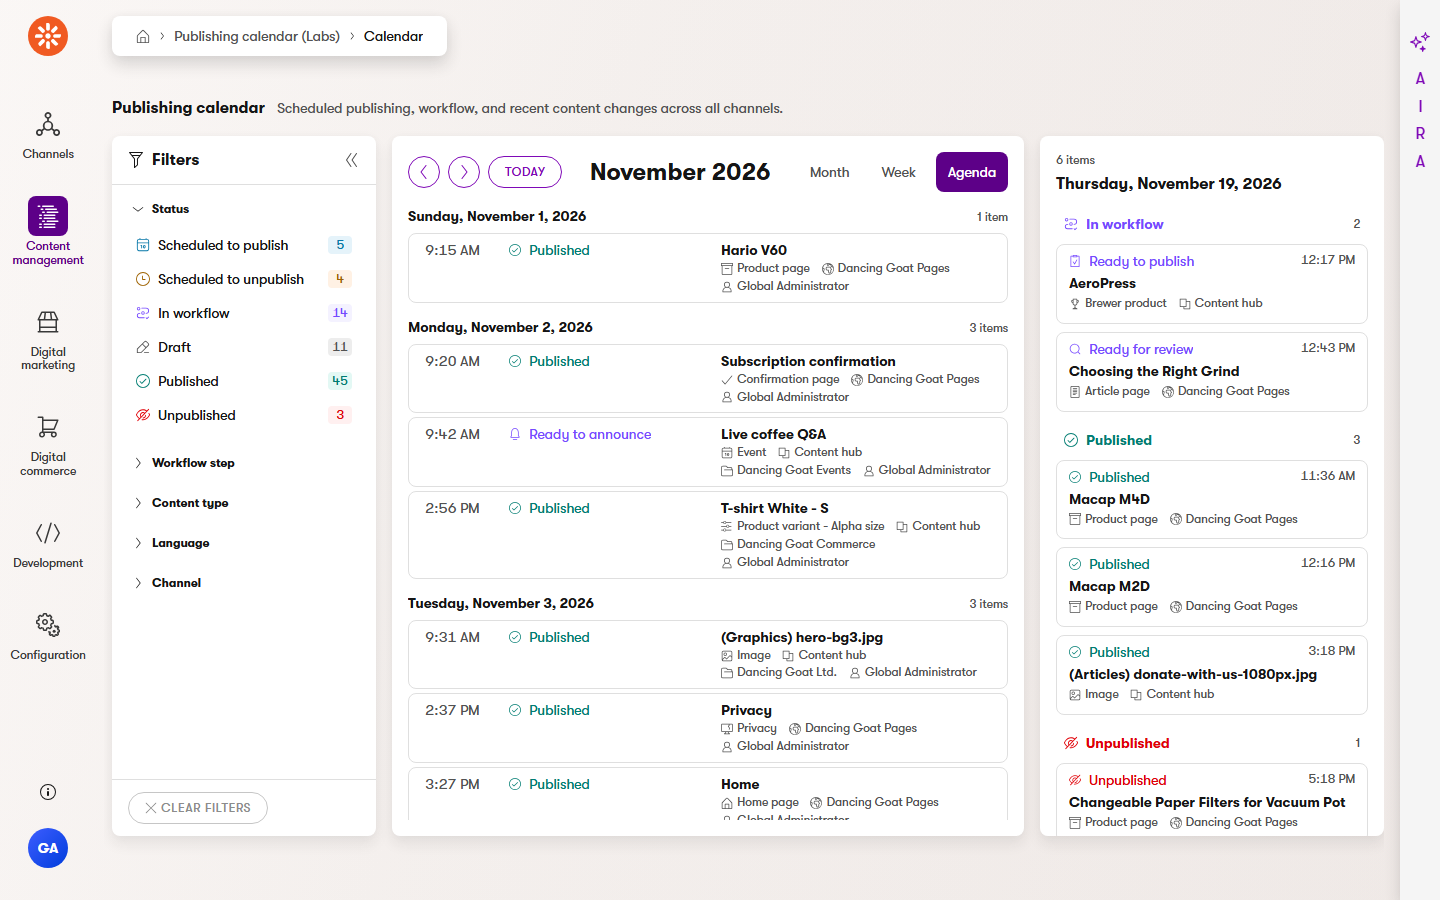 Publishing calendar (Labs)
Calendar
Publishing calendar
Scheduled publishing, workflow, and recent content changes across all channels.
Channels
Content
management
Digital
marketing
Digital
commerce
Development
Configuration
GA
Filters
Status
Scheduled to publish 5
Scheduled to unpublish 4
In workflow 14
Draft 11
Published 45
Unpublished 3
Workflow step
Content type
Language
Channel
CLEAR FILTERS
TODAY
November 2026
Month
Week
Agenda
Sunday, November 1, 2026 1 item
9:15 AM Published Hario V60
Product page Dancing Goat Pages
Global Administrator
Monday, November 2, 2026 3 items
9:20 AM Published Subscription confirmation
Confirmation page Dancing Goat Pages
Global Administrator
9:42 AM Ready to announce Live coffee Q&A
Event Content hub
Dancing Goat Events Global Administrator
2:56 PM Published T-shirt White - S
Product variant - Alpha size Content hub
Dancing Goat Commerce
Global Administrator
Tuesday, November 3, 2026 3 items
9:31 AM Published (Graphics) hero-bg3.jpg
Image Content hub
Dancing Goat Ltd. Global Administrator
2:37 PM Published Privacy
Privacy Dancing Goat Pages
Global Administrator
3:27 PM Published Home
Home page Dancing Goat Pages
Global Administrator
6 items
Thursday, November 19, 2026
In workflow 2
Ready to publish 12:17 PM
AeroPress
Brewer product Content hub
Ready for review 12:43 PM
Choosing the Right Grind
Article page Dancing Goat Pages
Published 3
Published 11:36 AM
Macap M4D
Product page Dancing Goat Pages
Published 12:16 PM
Macap M2D
Product page Dancing Goat Pages
Published 3:18 PM
(Articles) donate-with-us-1080px.jpg
Image Content hub
Unpublished 1
Unpublished 5:18 PM
Changeable Paper Filters for Vacuum Pot
Product page Dancing Goat Pages
A
I
R
A